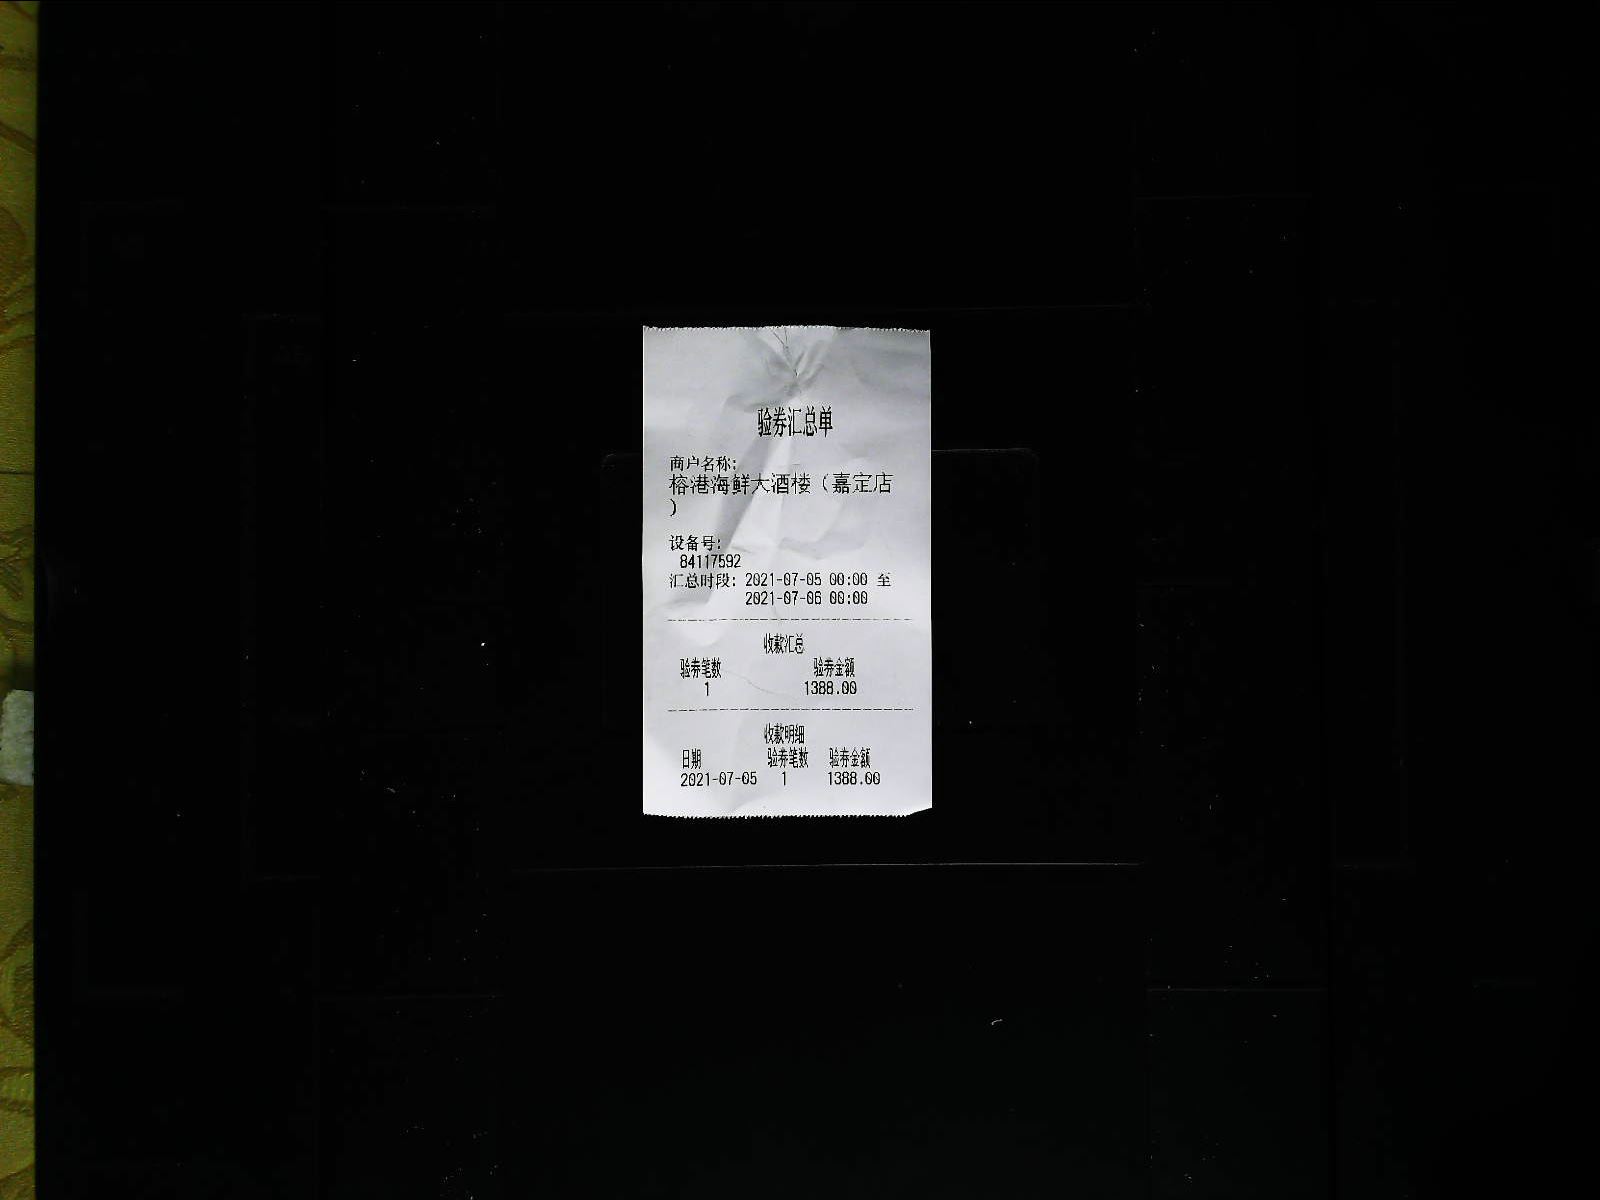 验券汇总单
商户名称:
榕港海鲜大酒楼（嘉定店
）
设备号:
84117592
汇总时段: 2021-07-05 00:00 至
2021-07-06 00:00
收款汇总
验券笔数 验券金额
1 1388.00
收款明细
日期 验券笔数 验券金额
2021-07-05 1 1388.00